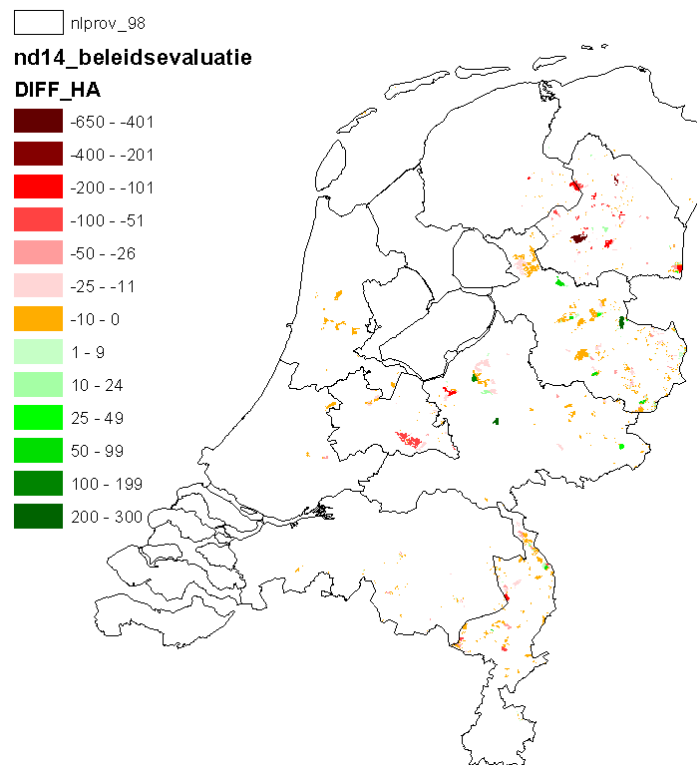 nlprov_98
nd14_beleidsevaluatie
DIFF_HA
-650 - -401
-400 - -201
-200 - -101
-100 - -51
-50 - -26
-25 - -11
-10 - 0
1 - 9
10 - 24
25 - 49
50 - 99
100 - 199
200 - 300